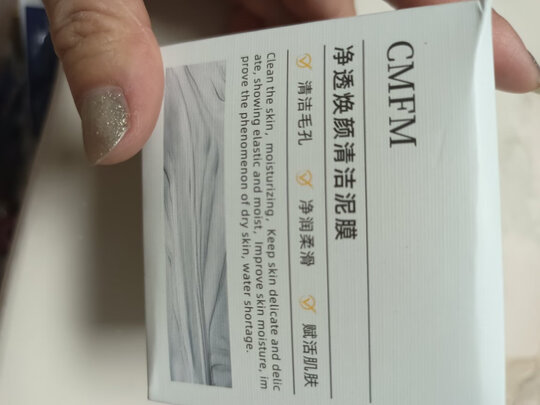 CMFM
净透焕颜清洁泥膜
清洁毛孔 净润柔滑 赋活肌肤
Clean the skin, moisturizing, Keep skin delicate and delic
ate, showing elastic and moist, Improve skin moisture, im
prove the phenomenon of dry skin, water shortage.